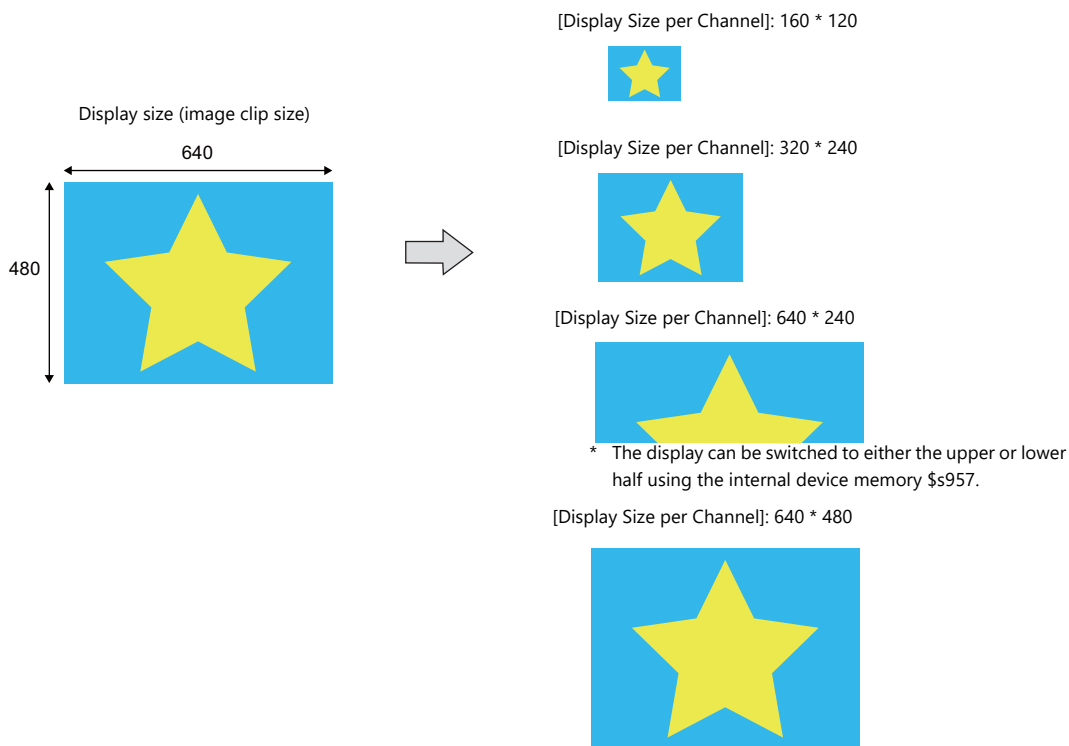 Display size (image clip size)
640
480
[Display Size per Channel]: 160 * 120
[Display Size per Channel]: 320 * 240
[Display Size per Channel]: 640 * 240
* The display can be switched to either the upper or lower
half using the internal device memory $s957.
[Display Size per Channel]: 640 * 480